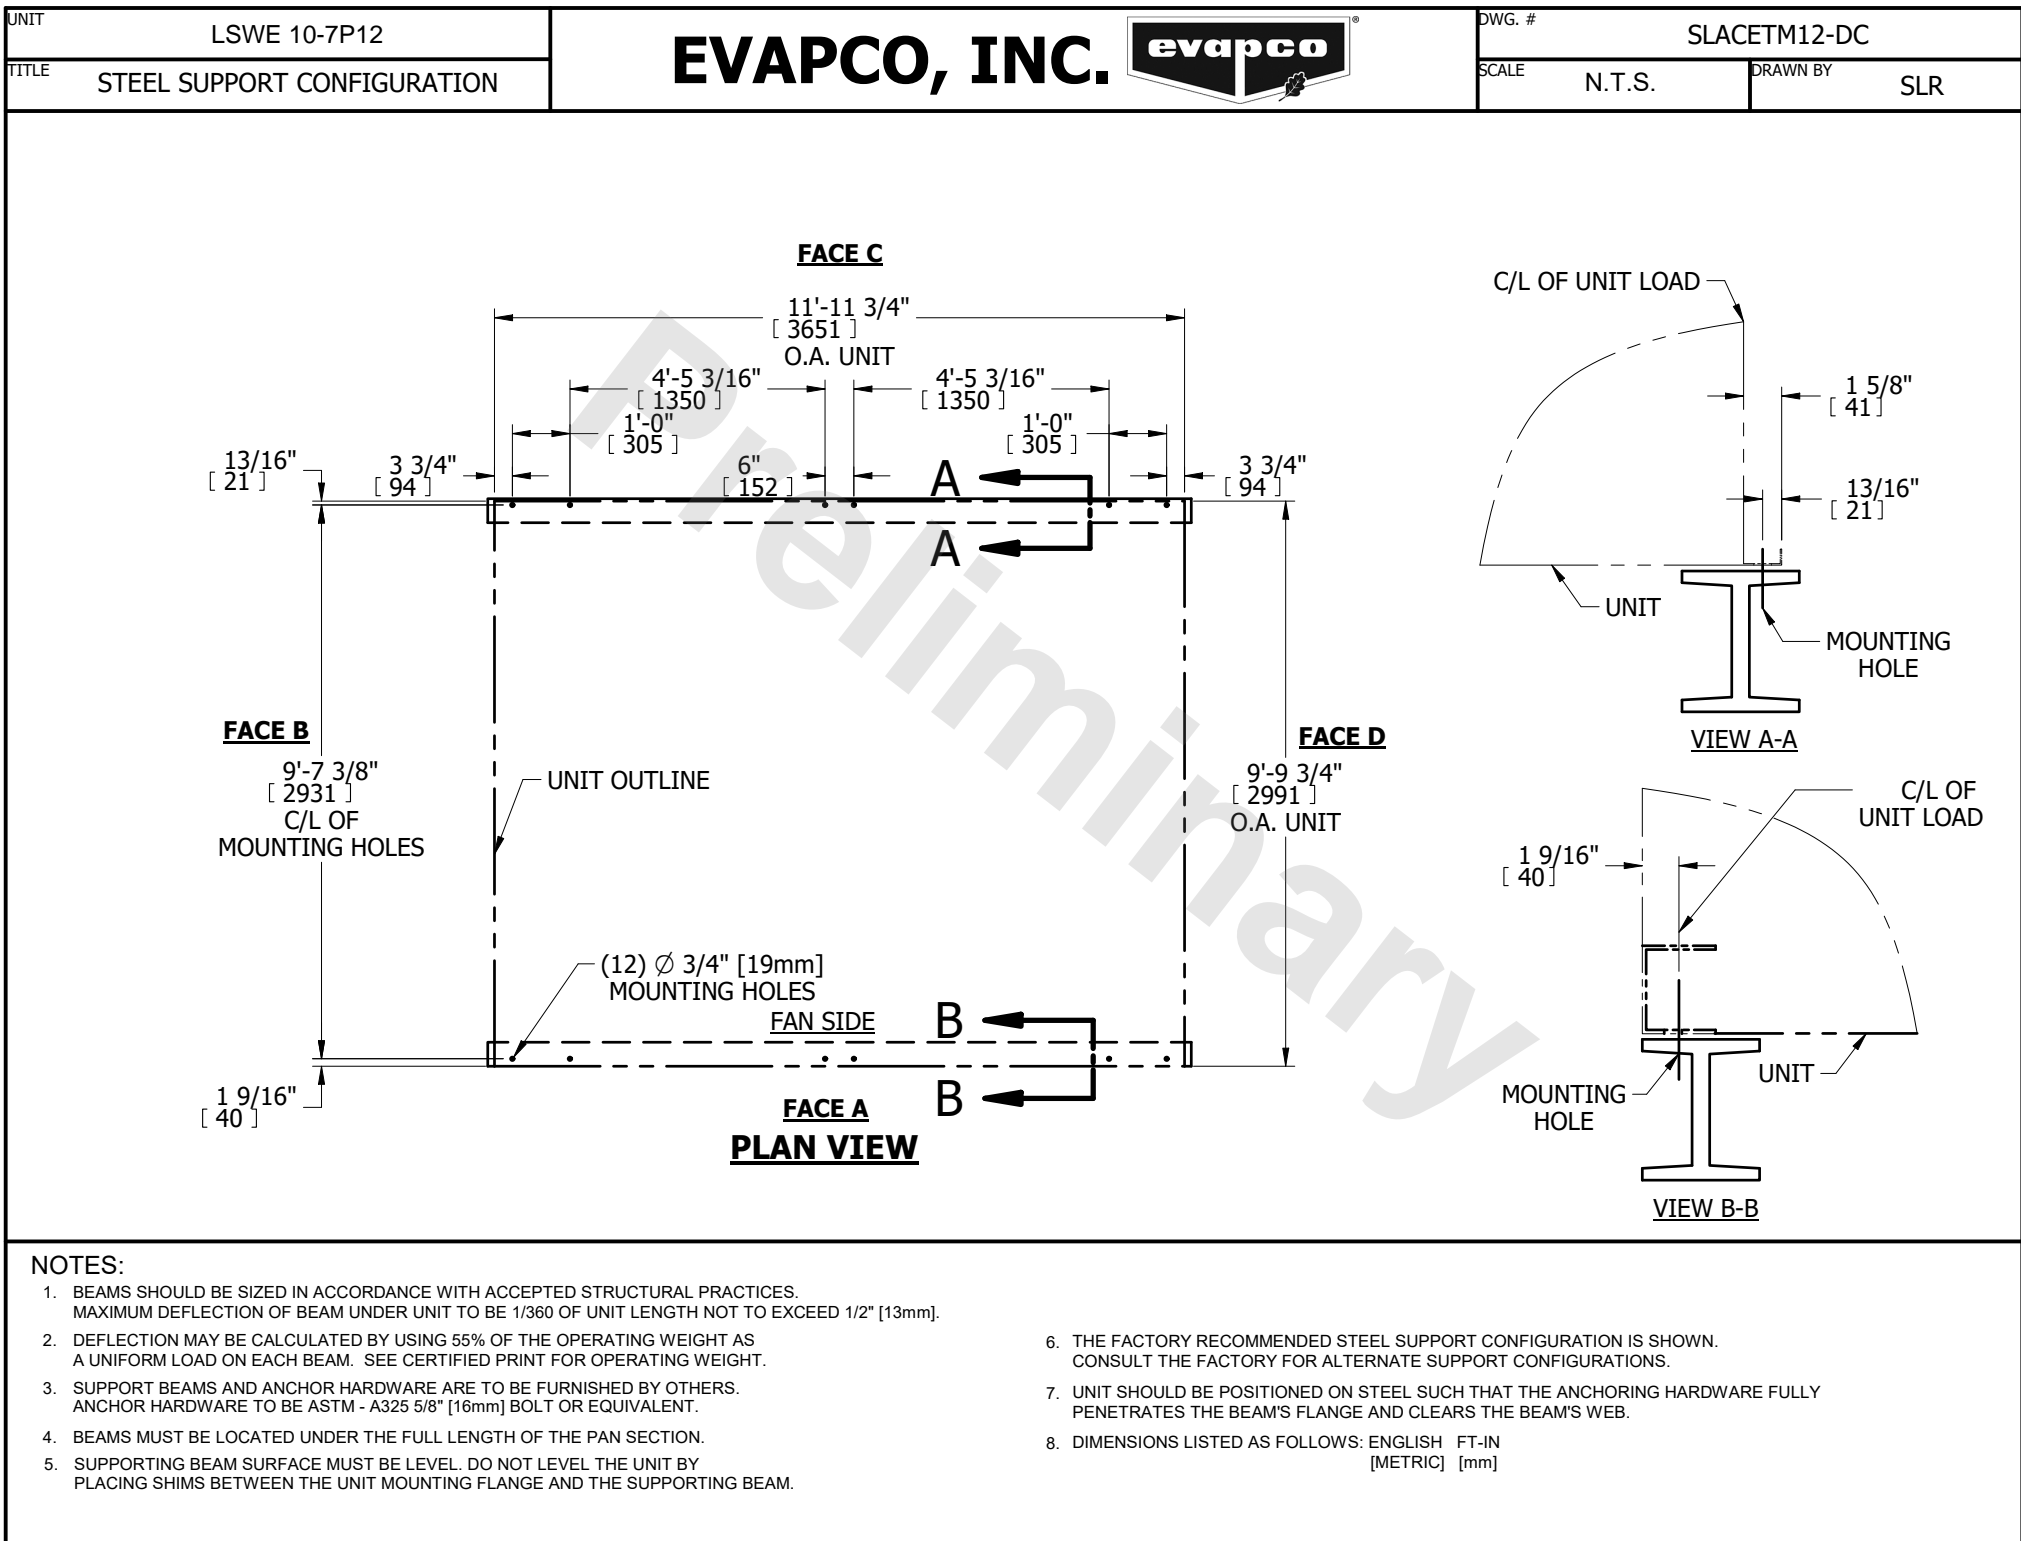 UNIT
LSWE 10-7P12
TITLE
STEEL SUPPORT CONFIGURATION
EVAPCO, INC.
evapco
®
DWG. #
SLACETM12-DC
SCALE
N.T.S.
DRAWN BY
SLR
FACE C
11'-11 3/4"
[ 3651 ]
O.A. UNIT
4'-5 3/16"
[ 1350 ]
4'-5 3/16"
[ 1350 ]
1'-0"
[ 305 ]
1'-0"
[ 305 ]
13/16"
[ 21 ]
3 3/4"
[ 94 ]
6"
[ 152 ]
A
3 3/4"
[ 94 ]
A
FACE B
9'-7 3/8"
[ 2931 ]
C/L OF
MOUNTING HOLES
UNIT OUTLINE
FACE D
9'-9 3/4"
[ 2991 ]
O.A. UNIT
(12) Ø 3/4" [19mm]
MOUNTING HOLES
FAN SIDE
B
B
1 9/16"
[ 40 ]
FACE A
PLAN VIEW
Preliminary
C/L OF UNIT LOAD
1 5/8"
[ 41 ]
13/16"
[ 21 ]
UNIT
MOUNTING
HOLE
VIEW A-A
C/L OF
UNIT LOAD
1 9/16"
[ 40 ]
UNIT
MOUNTING
HOLE
VIEW B-B
NOTES:
1. BEAMS SHOULD BE SIZED IN ACCORDANCE WITH ACCEPTED STRUCTURAL PRACTICES.
MAXIMUM DEFLECTION OF BEAM UNDER UNIT TO BE 1/360 OF UNIT LENGTH NOT TO EXCEED 1/2" [13mm].
2. DEFLECTION MAY BE CALCULATED BY USING 55% OF THE OPERATING WEIGHT AS
A UNIFORM LOAD ON EACH BEAM. SEE CERTIFIED PRINT FOR OPERATING WEIGHT.
3. SUPPORT BEAMS AND ANCHOR HARDWARE ARE TO BE FURNISHED BY OTHERS.
ANCHOR HARDWARE TO BE ASTM - A325 5/8" [16mm] BOLT OR EQUIVALENT.
4. BEAMS MUST BE LOCATED UNDER THE FULL LENGTH OF THE PAN SECTION.
5. SUPPORTING BEAM SURFACE MUST BE LEVEL. DO NOT LEVEL THE UNIT BY
PLACING SHIMS BETWEEN THE UNIT MOUNTING FLANGE AND THE SUPPORTING BEAM.
6. THE FACTORY RECOMMENDED STEEL SUPPORT CONFIGURATION IS SHOWN.
CONSULT THE FACTORY FOR ALTERNATE SUPPORT CONFIGURATIONS.
7. UNIT SHOULD BE POSITIONED ON STEEL SUCH THAT THE ANCHORING HARDWARE FULLY
PENETRATES THE BEAM'S FLANGE AND CLEARS THE BEAM'S WEB.
8. DIMENSIONS LISTED AS FOLLOWS: ENGLISH FT-IN
[METRIC] [mm]